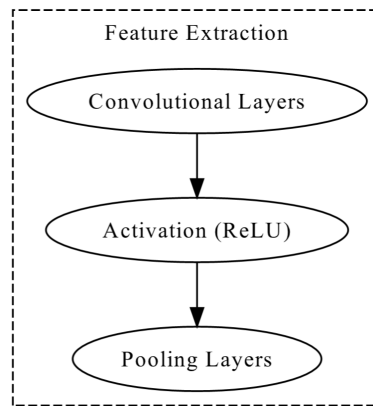 Feature Extraction
Convolutional Layers
Activation (ReLU)
Pooling Layers